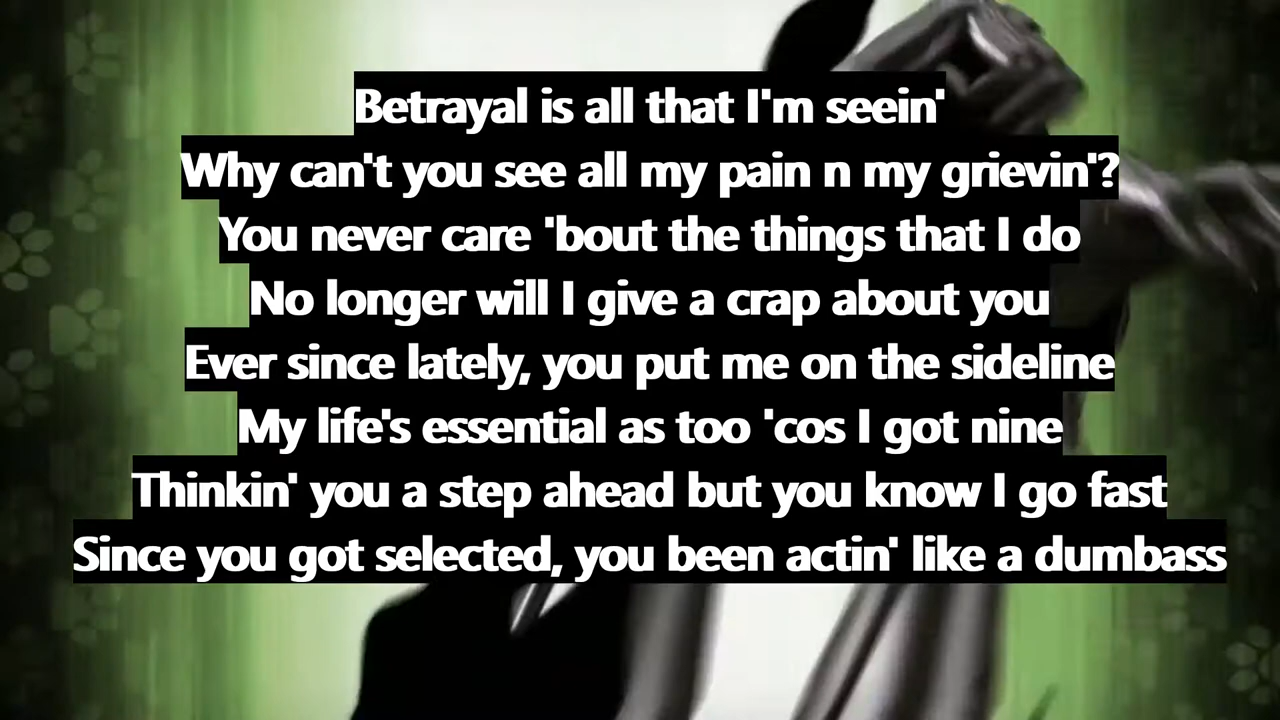 Betrayal is all that I'm seein'
Why can't you see all my pain n my grievin'?
You never care 'bout the things that I do
No longer will I give a crap about you
Ever since lately, you put me on the sideline
My life's essential as too 'cos I got nine
Thinkin' you a step ahead but you know I go fast
Since you got selected, you been actin' like a dumbass